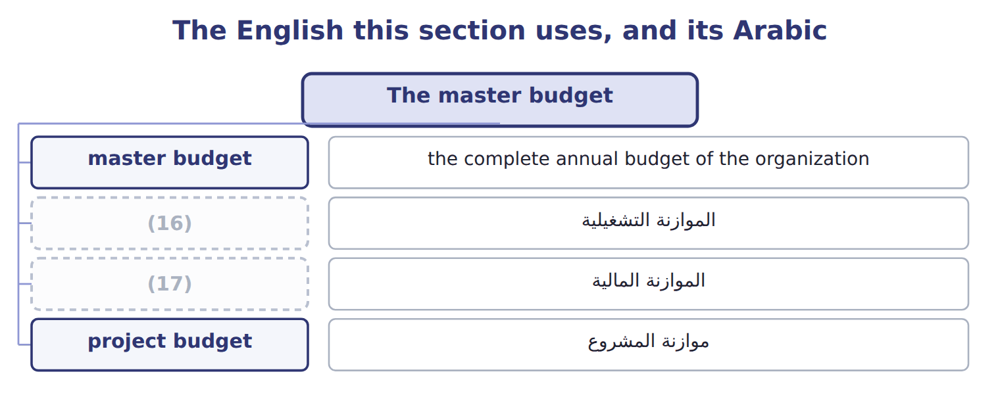 The English this section uses, and its Arabic
The master budget
master budget
the complete annual budget of the organization
(16)
الموازنة التشغيلية
(17)
الموازنة المالية
project budget
موازنة المشروع